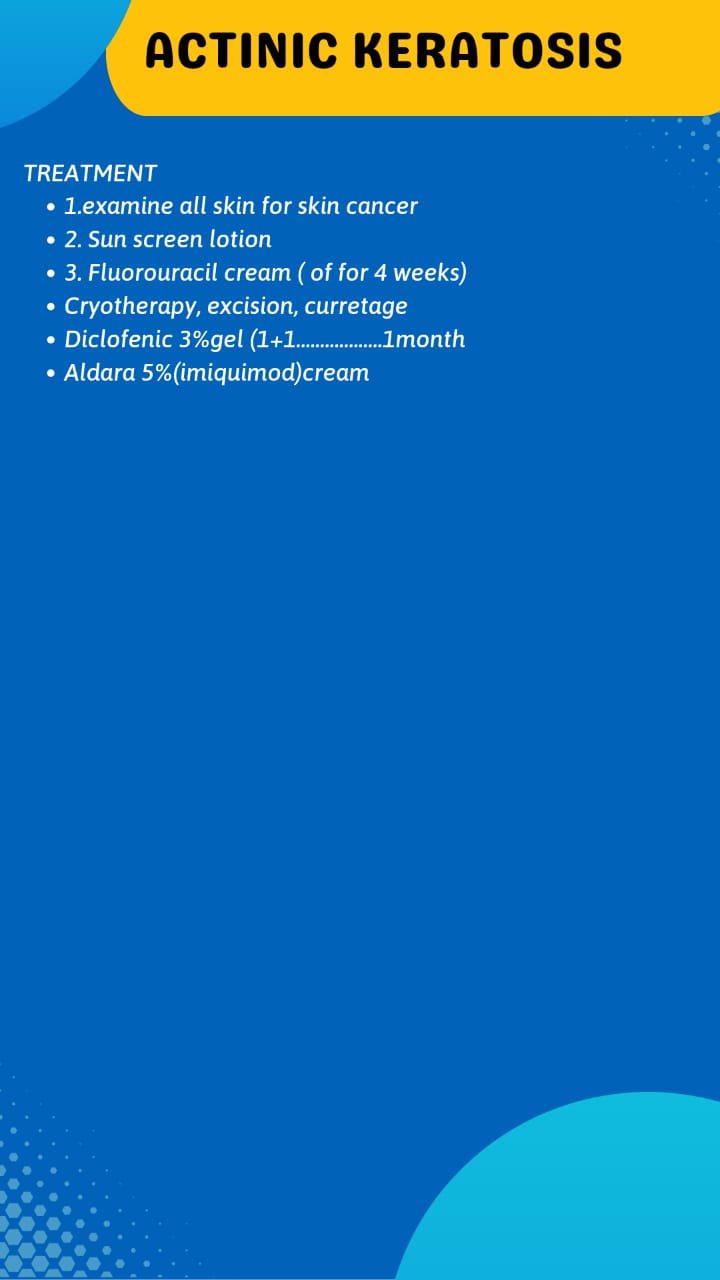 ACTINIC KERATOSIS
TREATMENT
• 1.examine all skin for skin cancer
• 2. Sun screen lotion
• 3. Fluorouracil cream ( of for 4 weeks)
• Cryotherapy, excision, curretage
• Diclofenic 3%gel (1+1..................1month
• Aldara 5%(imiquimod)cream